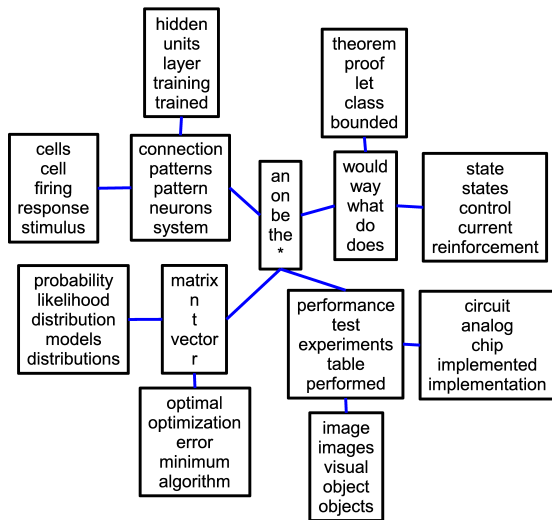 hidden
units
layer
training
trained
theorem
proof
let
class
bounded
cells
cell
firing
response
stimulus
connection
patterns
pattern
neurons
system
an
on
be
the
*
would
way
what
do
does
state
states
control
current
reinforcement
probability
likelihood
distribution
models
distributions
matrix
n
t
vector
r
performance
test
experiments
table
performed
circuit
analog
chip
implemented
implementation
optimal
optimization
error
minimum
algorithm
image
images
visual
object
objects